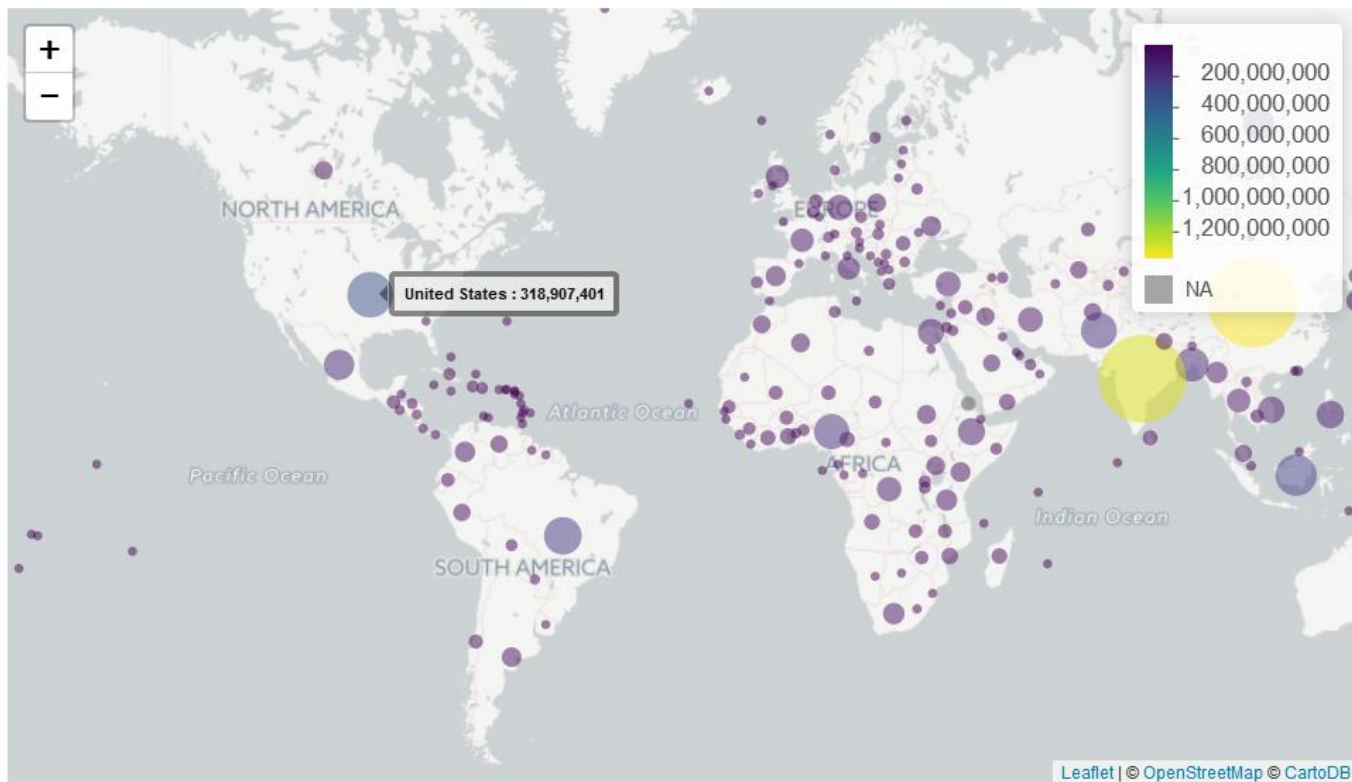 +
−
200,000,000
400,000,000
600,000,000
800,000,000
1,000,000,000
1,200,000,000
NA
NORTH AMERICA
EUROPE
United States : 318,907,401
Atlantic Ocean
AFRICA
Pacific Ocean
Indian Ocean
SOUTH AMERICA
Leaflet | © OpenStreetMap © CartoDB